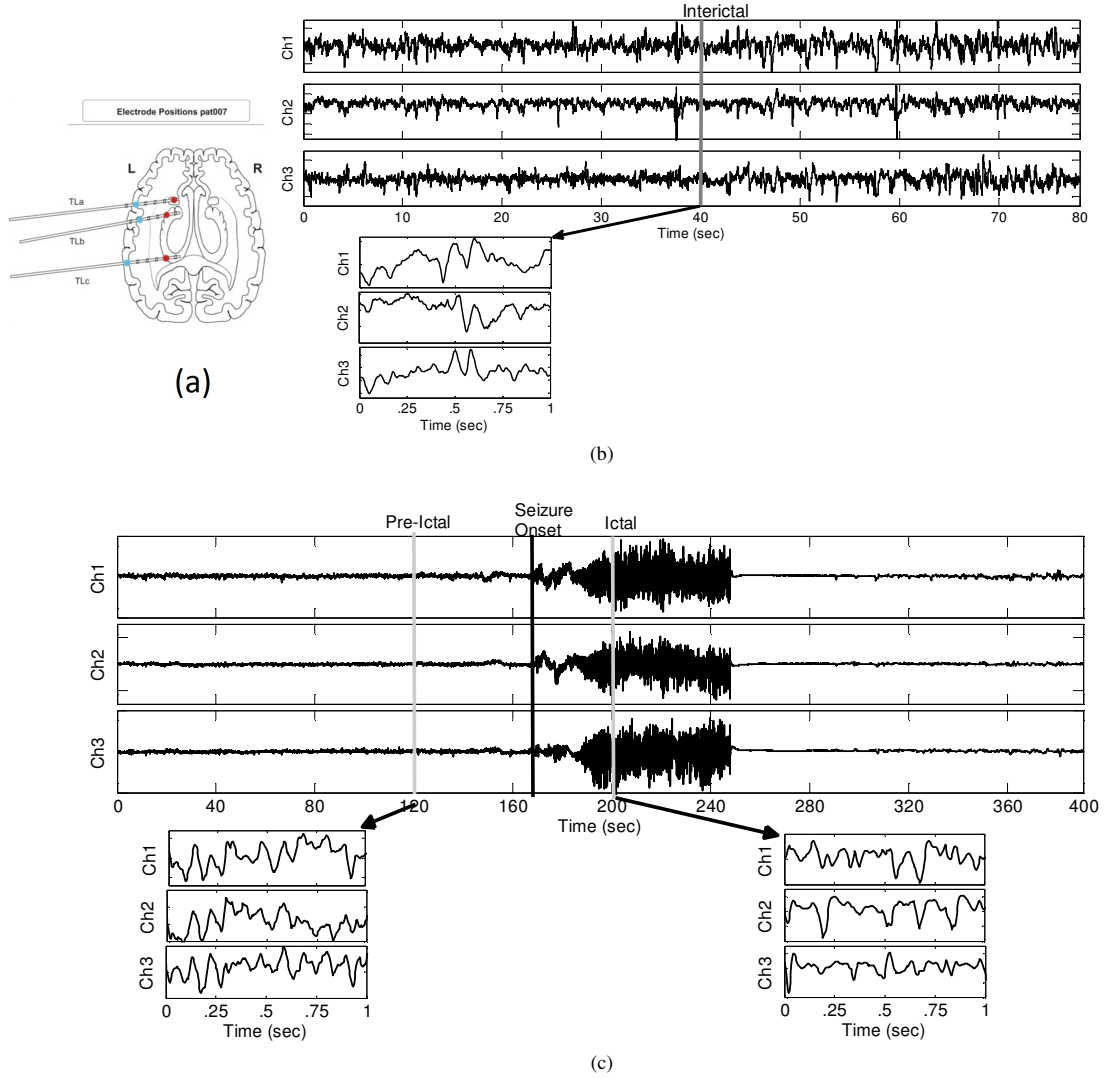 Electrode Positions pat007
L R
TLa
TLb
TLc
(a)
Interictal
Ch1
Ch2
Ch3
0 10 20 30 40 50 60 70 80
Time (sec)
Ch1
Ch2
Ch3
0 .25 .5 .75 1
Time (sec)
(b)
Pre-Ictal
Seizure
Onset
Ictal
Ch1
Ch2
Ch3
0 40 80 120 160 200 240 280 320 360 400
Time (sec)
Ch1
Ch2
Ch3
0 .25 .5 .75 1
Time (sec)
Ch1
Ch2
Ch3
0 .25 .5 .75 1
Time (sec)
(c)